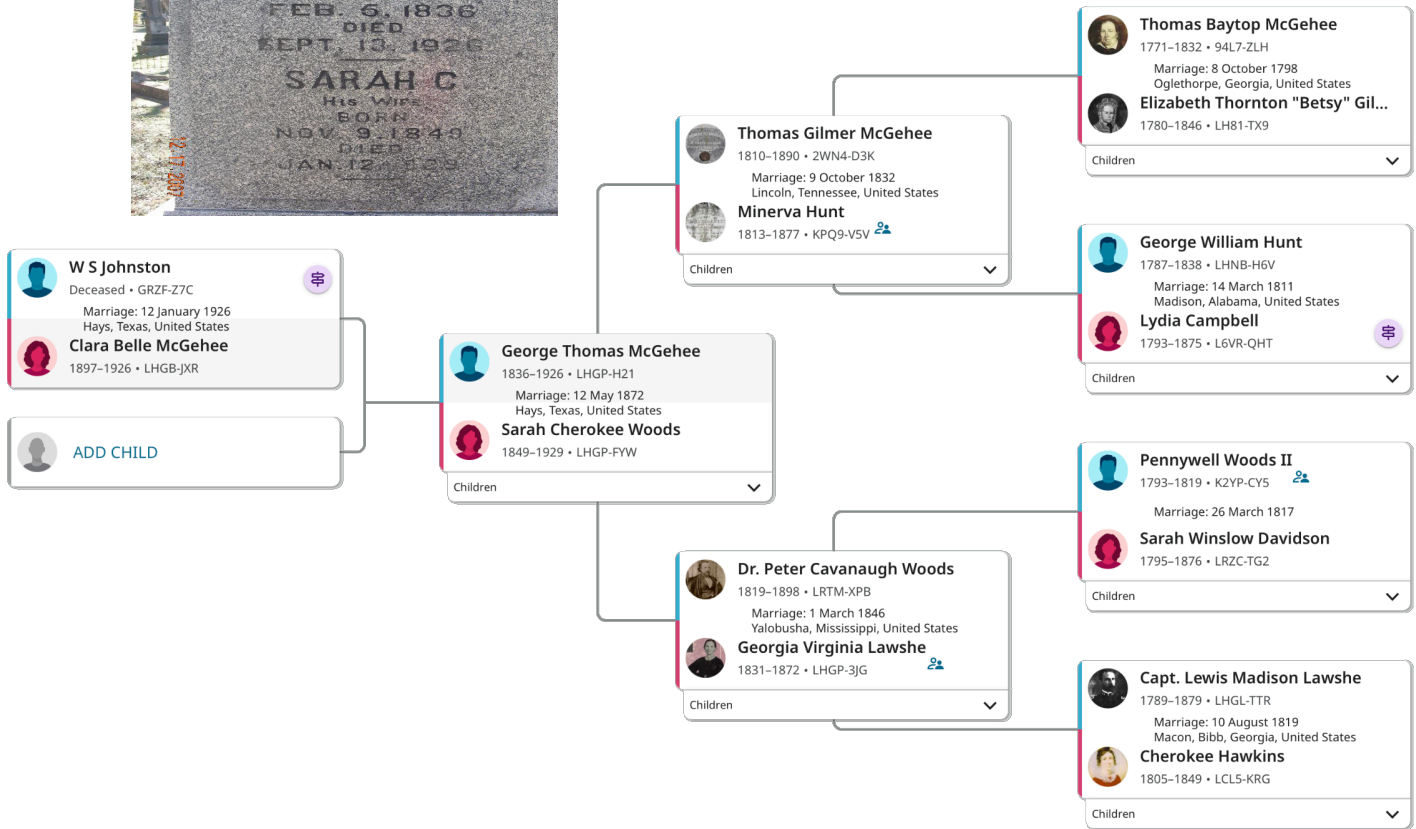 FEB. 5, 1836
DIED
SEPT. 13, 1926
SARAH C
His Wife
BORN
NOV. 9, 1849
DIED
JAN. 12,
12.17.2007
W S Johnston
Deceased • GRZF-Z7C
Marriage: 12 January 1926
Hays, Texas, United States
Clara Belle McGehee
1897–1926 • LHGB-JXR
ADD CHILD
George Thomas McGehee
1836–1926 • LHGP-H21
Marriage: 12 May 1872
Hays, Texas, United States
Sarah Cherokee Woods
1849–1929 • LHGP-FYW
Children
Thomas Gilmer McGehee
1810–1890 • 2WN4-D3K
Marriage: 9 October 1832
Lincoln, Tennessee, United States
Minerva Hunt
1813–1877 • KPQ9-V5V
Children
Dr. Peter Cavanaugh Woods
1819–1898 • LRTM-XPB
Marriage: 1 March 1846
Yalobusha, Mississippi, United States
Georgia Virginia Lawshe
1831–1872 • LHGP-3JG
Children
Thomas Baytop McGehee
1771–1832 • 94L7-ZLH
Marriage: 8 October 1798
Oglethorpe, Georgia, United States
Elizabeth Thornton "Betsy" Gil...
1780–1846 • LH81-TX9
Children
George William Hunt
1787–1838 • LHNB-H6V
Marriage: 14 March 1811
Madison, Alabama, United States
Lydia Campbell
1793–1875 • L6VR-QHT
Children
Pennywell Woods II
1793–1819 • K2YP-CY5
Marriage: 26 March 1817
Sarah Winslow Davidson
1795–1876 • LRZC-TG2
Children
Capt. Lewis Madison Lawshe
1789–1879 • LHGL-TTR
Marriage: 10 August 1819
Macon, Bibb, Georgia, United States
Cherokee Hawkins
1805–1849 • LCL5-KRG
Children